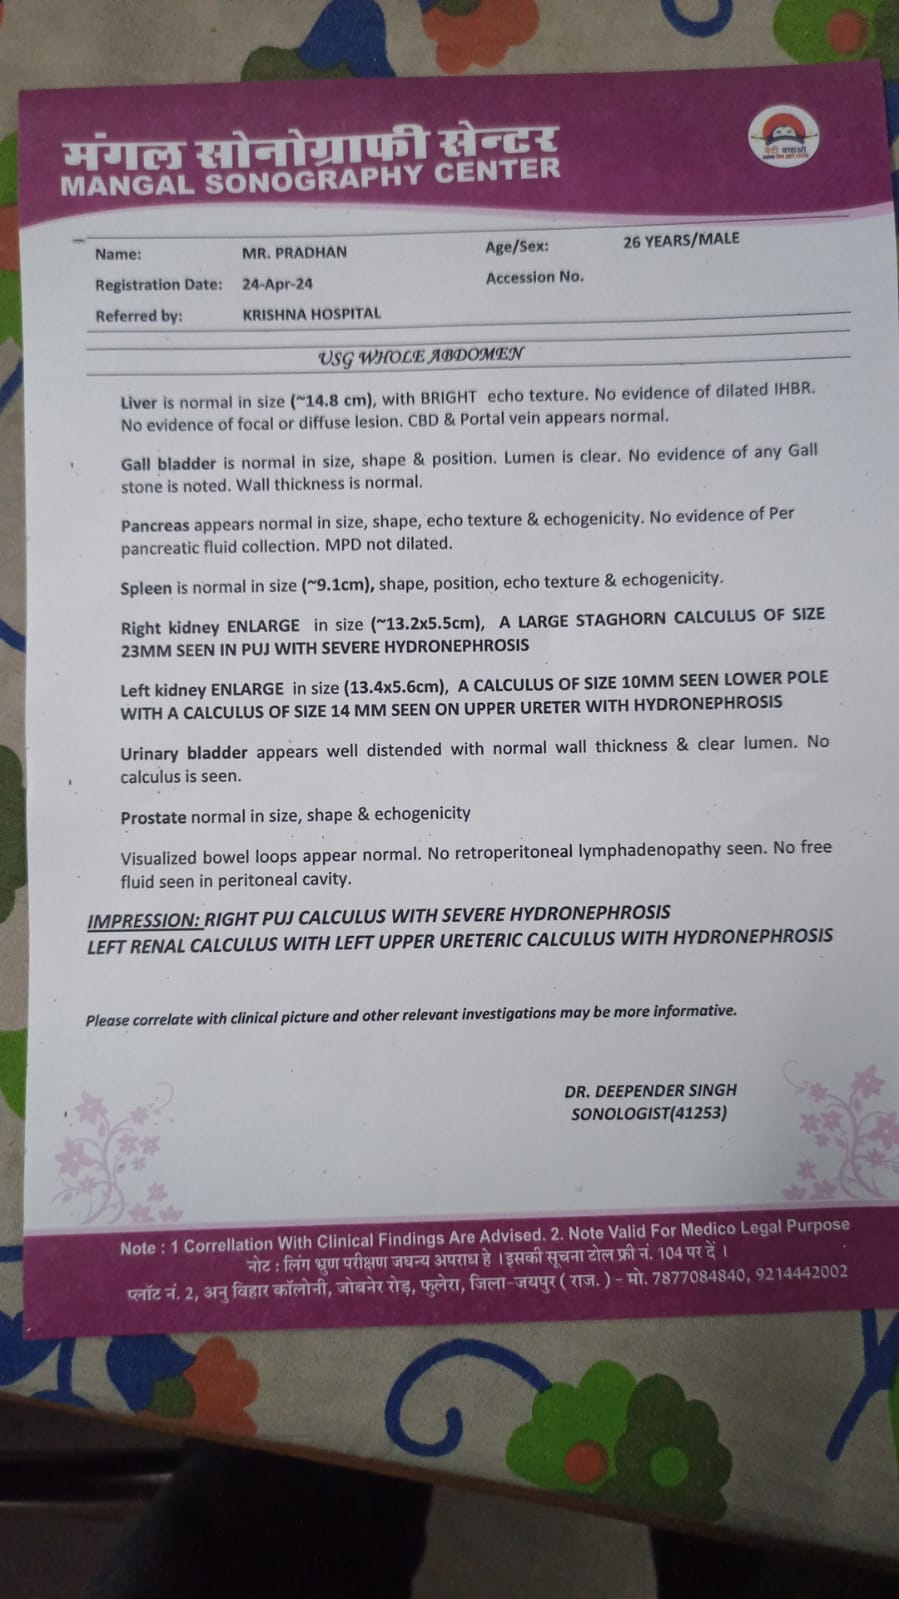 मंगल सोनोग्राफी सेन्टर
MANGAL SONOGRAPHY CENTER
बेटी बचाओ
Name: MR. PRADHAN Age/Sex: 26 YEARS/MALE
Registration Date: 24-Apr-24 Accession No.
Referred by: KRISHNA HOSPITAL
USG WHOLE ABDOMEN
Liver is normal in size (~14.8 cm), with BRIGHT echo texture. No evidence of dilated IHBR.
No evidence of focal or diffuse lesion. CBD & Portal vein appears normal.
Gall bladder is normal in size, shape & position. Lumen is clear. No evidence of any Gall
stone is noted. Wall thickness is normal.
Pancreas appears normal in size, shape, echo texture & echogenicity. No evidence of Per
pancreatic fluid collection. MPD not dilated.
Spleen is normal in size (~9.1cm), shape, position, echo texture & echogenicity.
Right kidney ENLARGE in size (~13.2x5.5cm), A LARGE STAGHORN CALCULUS OF SIZE
23MM SEEN IN PUJ WITH SEVERE HYDRONEPHROSIS
Left kidney ENLARGE in size (13.4x5.6cm), A CALCULUS OF SIZE 10MM SEEN LOWER POLE
WITH A CALCULUS OF SIZE 14 MM SEEN ON UPPER URETER WITH HYDRONEPHROSIS
Urinary bladder appears well distended with normal wall thickness & clear lumen. No
calculus is seen.
Prostate normal in size, shape & echogenicity
Visualized bowel loops appear normal. No retroperitoneal lymphadenopathy seen. No free
fluid seen in peritoneal cavity.
IMPRESSION: RIGHT PUJ CALCULUS WITH SEVERE HYDRONEPHROSIS
LEFT RENAL CALCULUS WITH LEFT UPPER URETERIC CALCULUS WITH HYDRONEPHROSIS
Please correlate with clinical picture and other relevant investigations may be more informative.
DR. DEEPENDER SINGH
SONOLOGIST(41253)
Note : 1 Correllation With Clinical Findings Are Advised. 2. Note Valid For Medico Legal Purpose
नोट : लिंग भ्रुण परीक्षण जघन्य अपराध हे । इसकी सूचना टोल फ्री नं. 104 पर दें ।
प्लॉट नं. 2, अनु विहार कॉलोनी, जोबनेर रोड़, फुलेरा, जिला-जयपुर ( राज. ) - मो. 7877084840, 9214442002